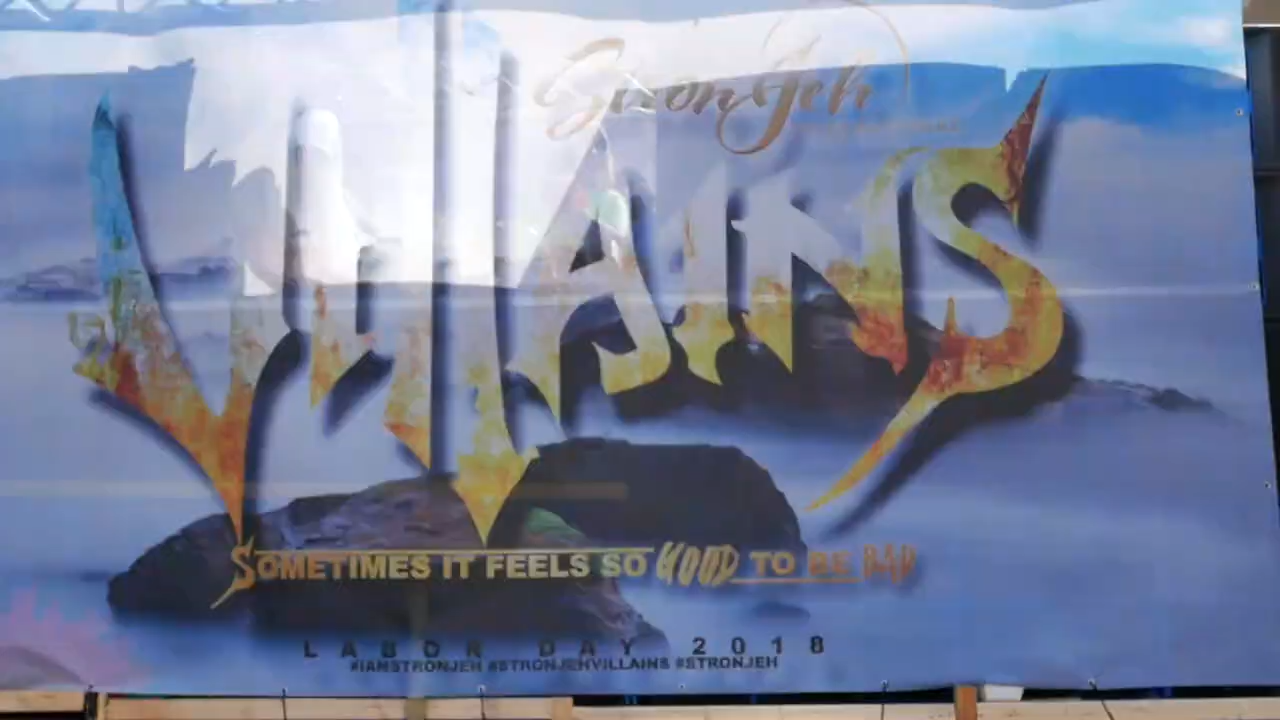 StronJeh
VILLAINS
SOMETIMES IT FEELS SO GOOD TO BE BAD
LABOR DAY 2018
#IAMSTRONJEH #STRONJEHVILLAINS #STRONJEH